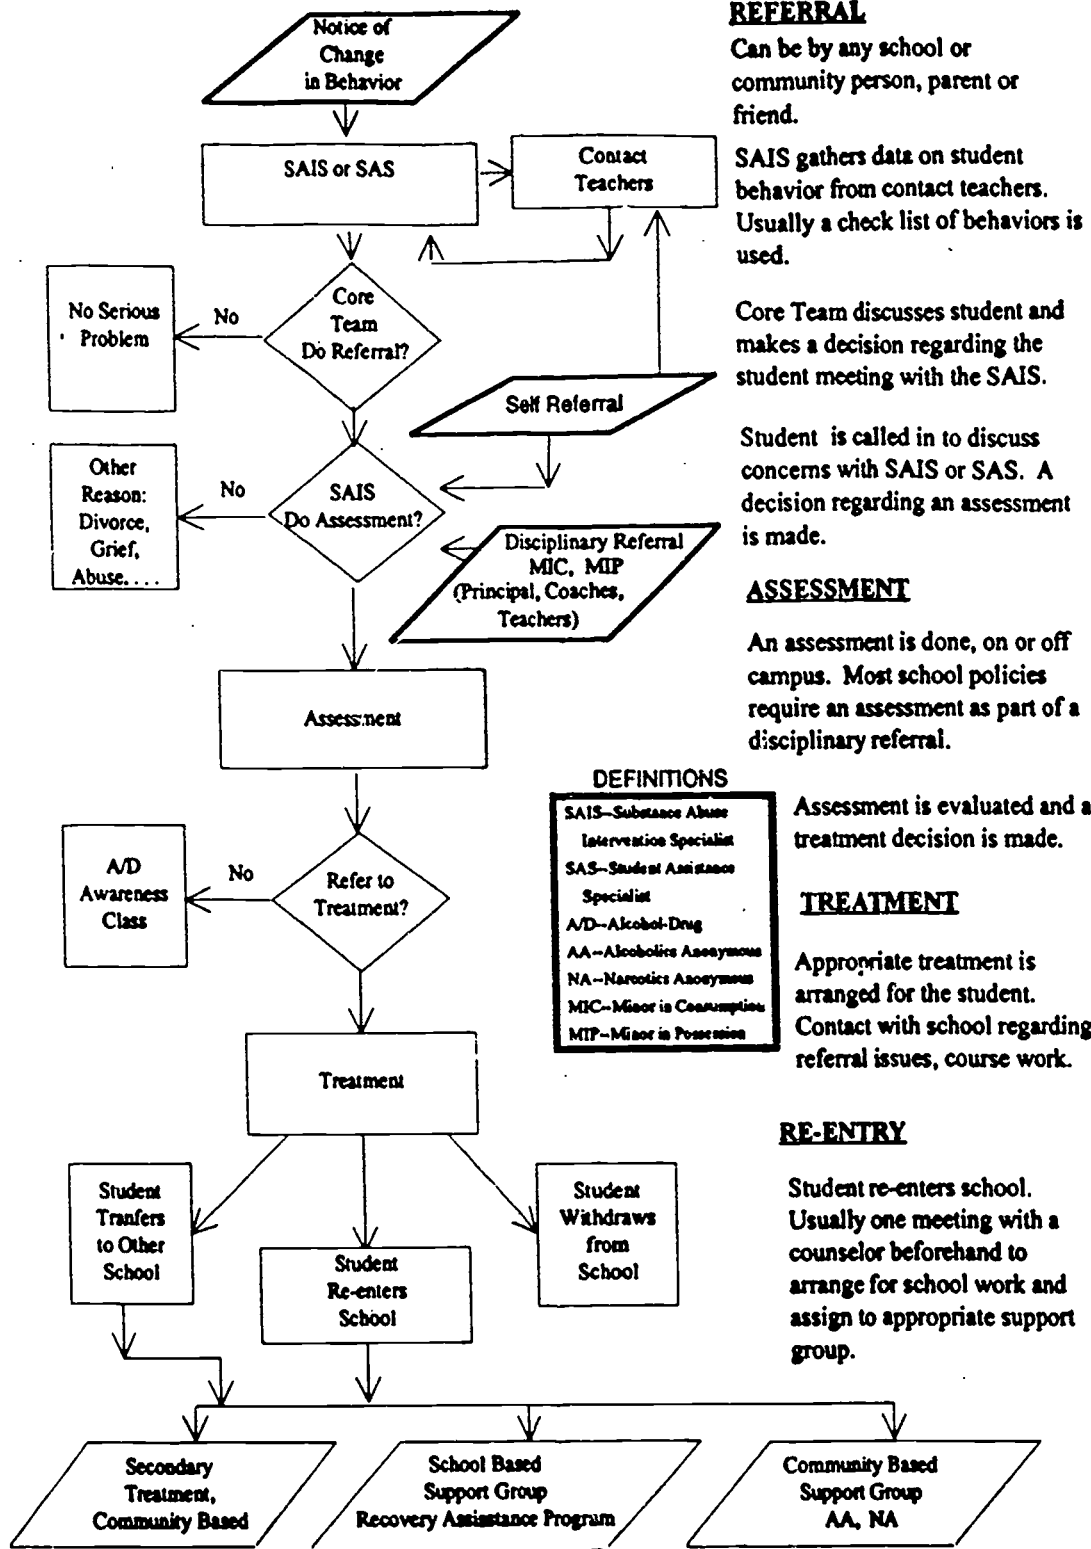 REFERRAL
Can be by any school or
community person, parent or
friend.
SAIS gathers data on student
behavior from contact teachers.
Usually a check list of behaviors is
used.
Core Team discusses student and
makes a decision regarding the
student meeting with the SAIS.
Student is called in to discuss
concerns with SAIS or SAS. A
decision regarding an assessment
is made.
ASSESSMENT
An assessment is done, on or off
campus. Most school policies
require an assessment as part of a
disciplinary referral.
Assessment is evaluated and a
treatment decision is made.
TREATMENT
Appropriate treatment is
arranged for the student.
Contact with school regarding
referral issues, course work.
RE-ENTRY
Student re-enters school.
Usually one meeting with a
counselor beforehand to
arrange for school work and
assign to appropriate support
group.
Notice of
Change
in Behavior
SAIS or SAS
Contact
Teachers
Core
Team
Do Referral?
No
No Serious
Problem
Self Referral
SAIS
Do Assessment?
No
Other
Reason:
Divorce,
Grief,
Abuse. . . .
Disciplinary Referral
MIC, MIP
(Principal, Coaches,
Teachers)
Assessment
DEFINITIONS
SAIS--Substance Abuse
Intervention Specialist
SAS--Student Assistance
Specialist
A/D--Alcohol-Drug
AA--Alcoholics Anonymous
NA--Narcotics Anonymous
MIC--Minor in Consumption
MIP--Minor in Possession
Refer to
Treatment?
No
A/D
Awareness
Class
Treatment
Student
Tranfers
to Other
School
Student
Re-enters
School
Student
Withdraws
from
School
Secondary
Treatment,
Community Based
School Based
Support Group
Recovery Assisstance Program
Community Based
Support Group
AA, NA